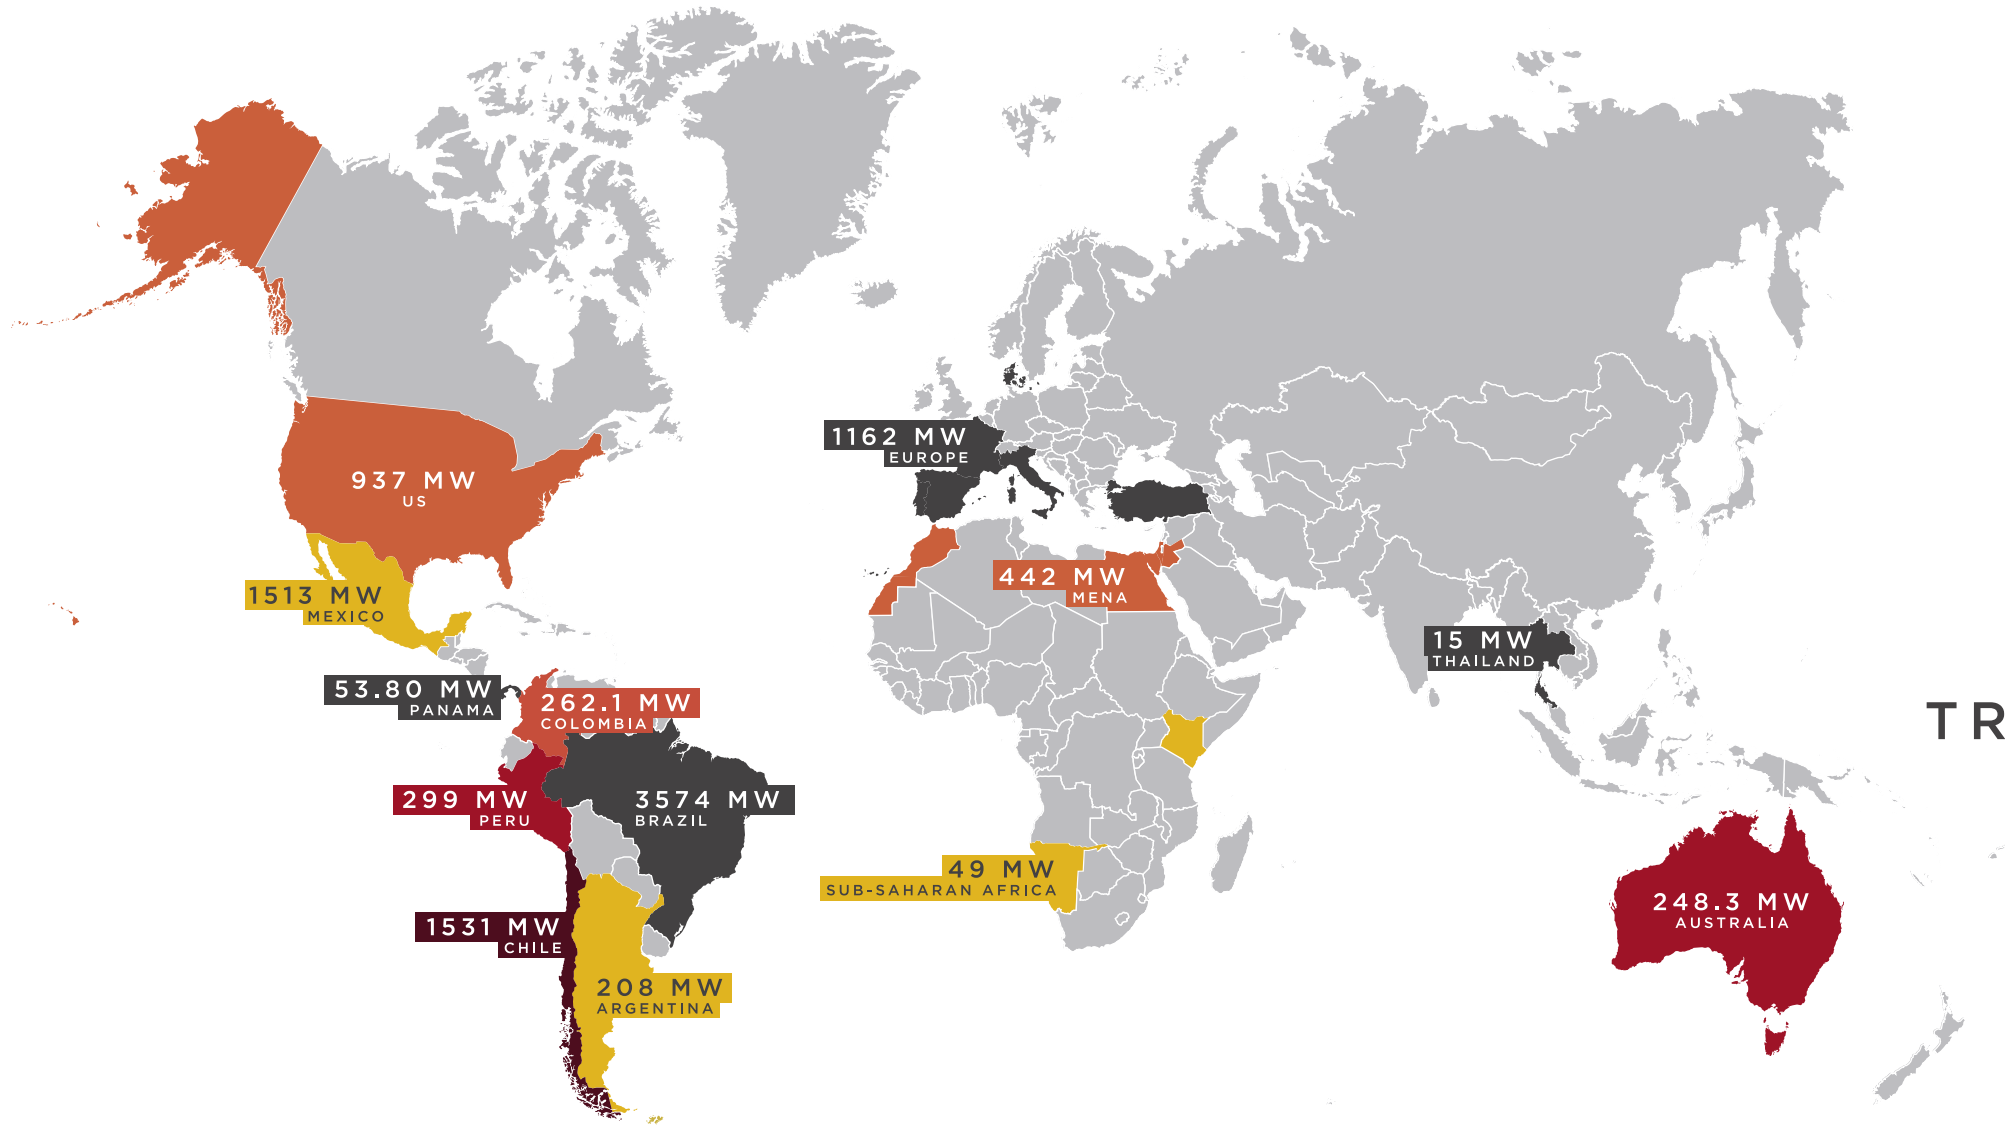 1162 MW
EUROPE
937 MW
US
442 MW
MENA
1513 MW
MEXICO
15 MW
THAILAND
53.80 MW
PANAMA
262.1 MW
COLOMBIA
TR
299 MW
PERU
3574 MW
BRAZIL
49 MW
SUB-SAHARAN AFRICA
248.3 MW
AUSTRALIA
1531 MW
CHILE
208 MW
ARGENTINA